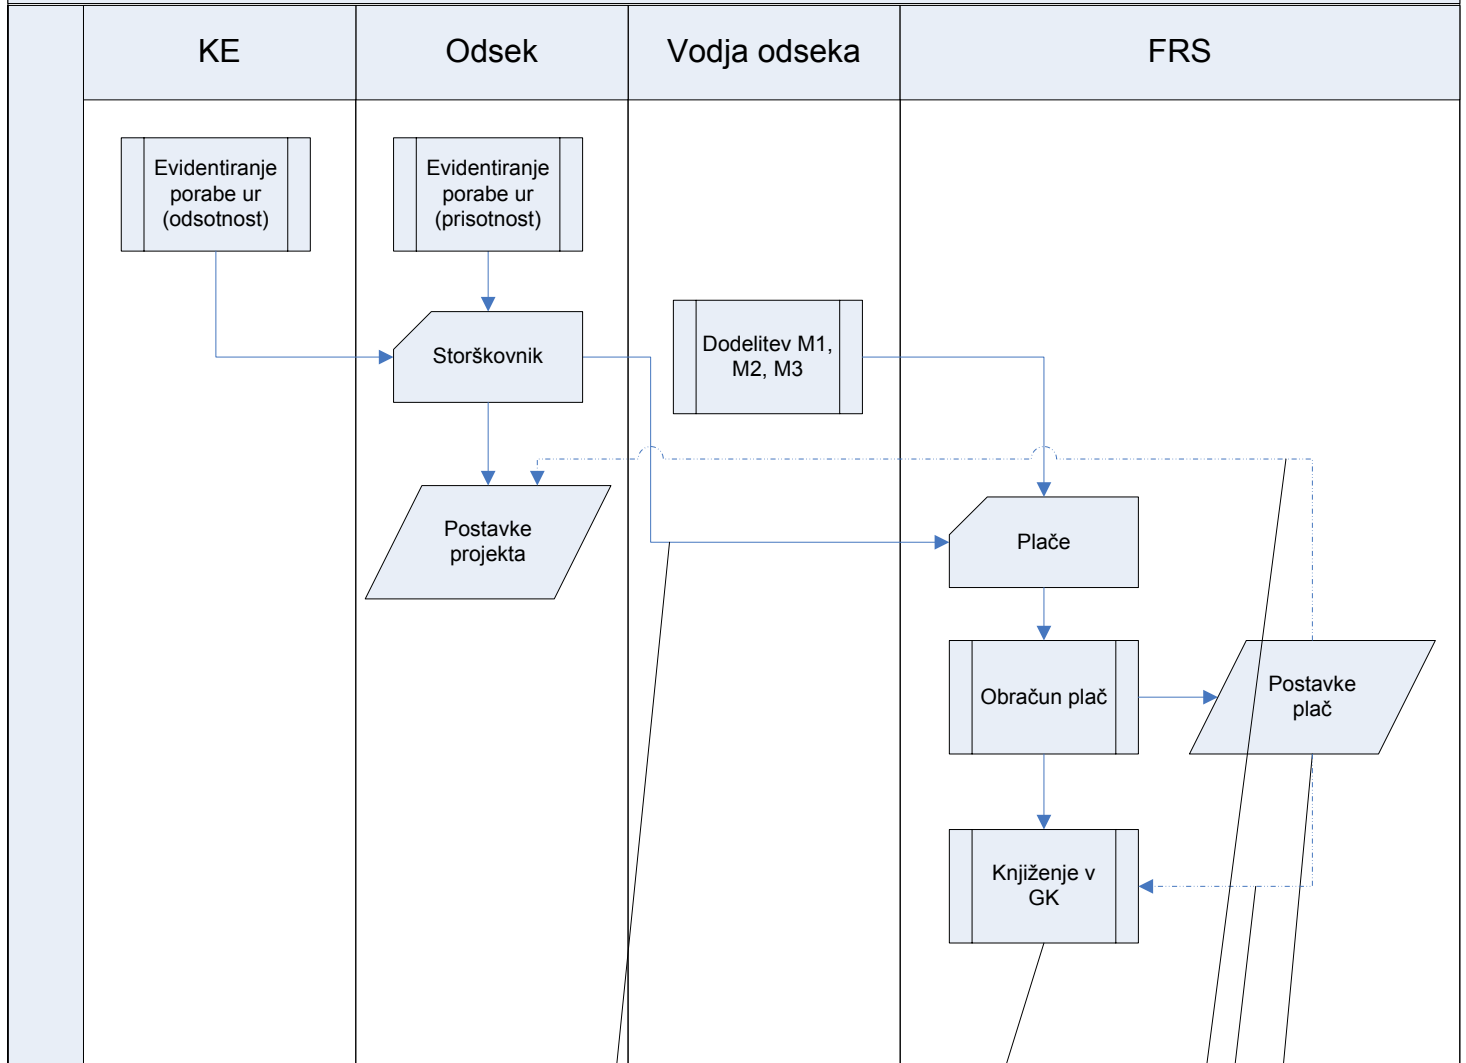 KE
Odsek
Vodja odseka
FRS
Evidentiranje
porabe ur
(odsotnost)
Evidentiranje
porabe ur
(prisotnost)
Storškovnik
Dodelitev M1,
M2, M3
Postavke
projekta
Plače
Obračun plač
Postavke
plač
Knjiženje v
GK